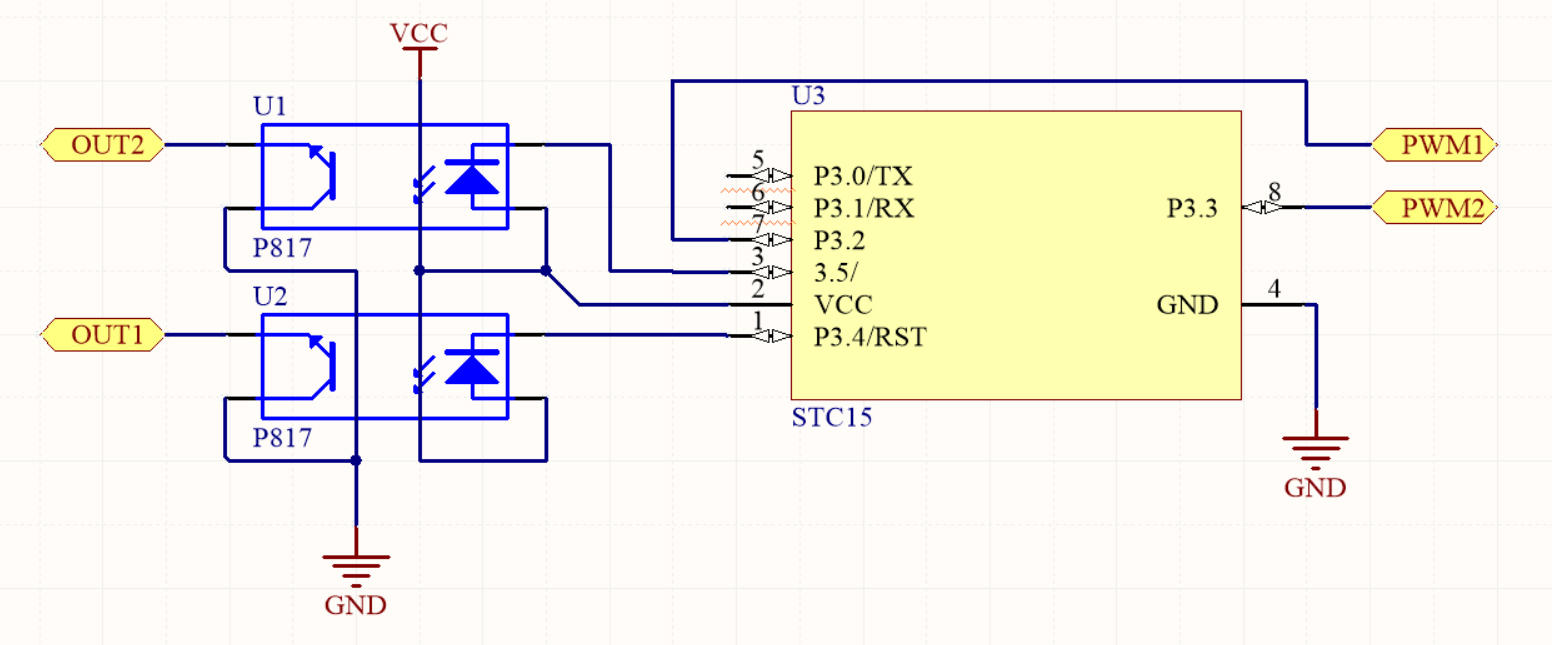 VCC
U1
U3
OUT2
PWM1
5
P3.0/TX
6
P3.1/RX
P3.3
8
PWM2
7
P3.2
P817
3
3.5/
U2
2
VCC
GND
4
OUT1
1
P3.4/RST
STC15
P817
GND
GND